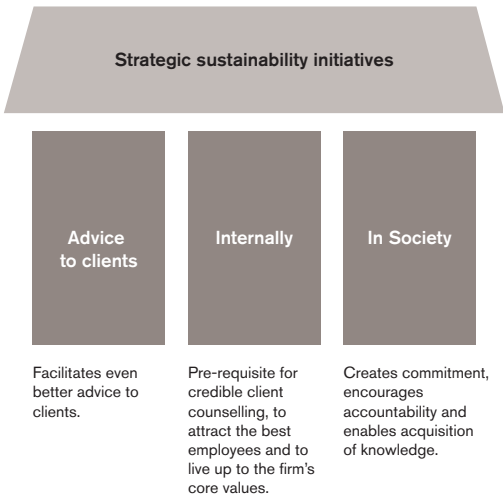 Strategic sustainability initiatives
Advice
to clients
Internally
In Society
Facilitates even
better advice to
clients.
Pre-requisite for
credible client
counselling, to
attract the best
employees and to
live up to the firm's
core values.
Creates commitment,
encourages
accountability and
enables acquisition
of knowledge.